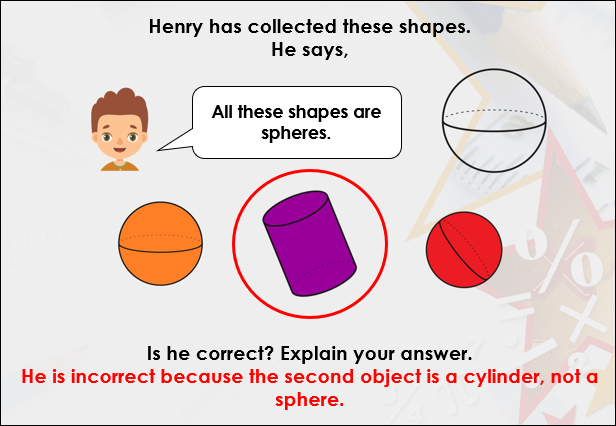 Henry has collected these shapes.
He says,
All these shapes are
spheres.
Is he correct? Explain your answer.
He is incorrect because the second object is a cylinder, not a
sphere.